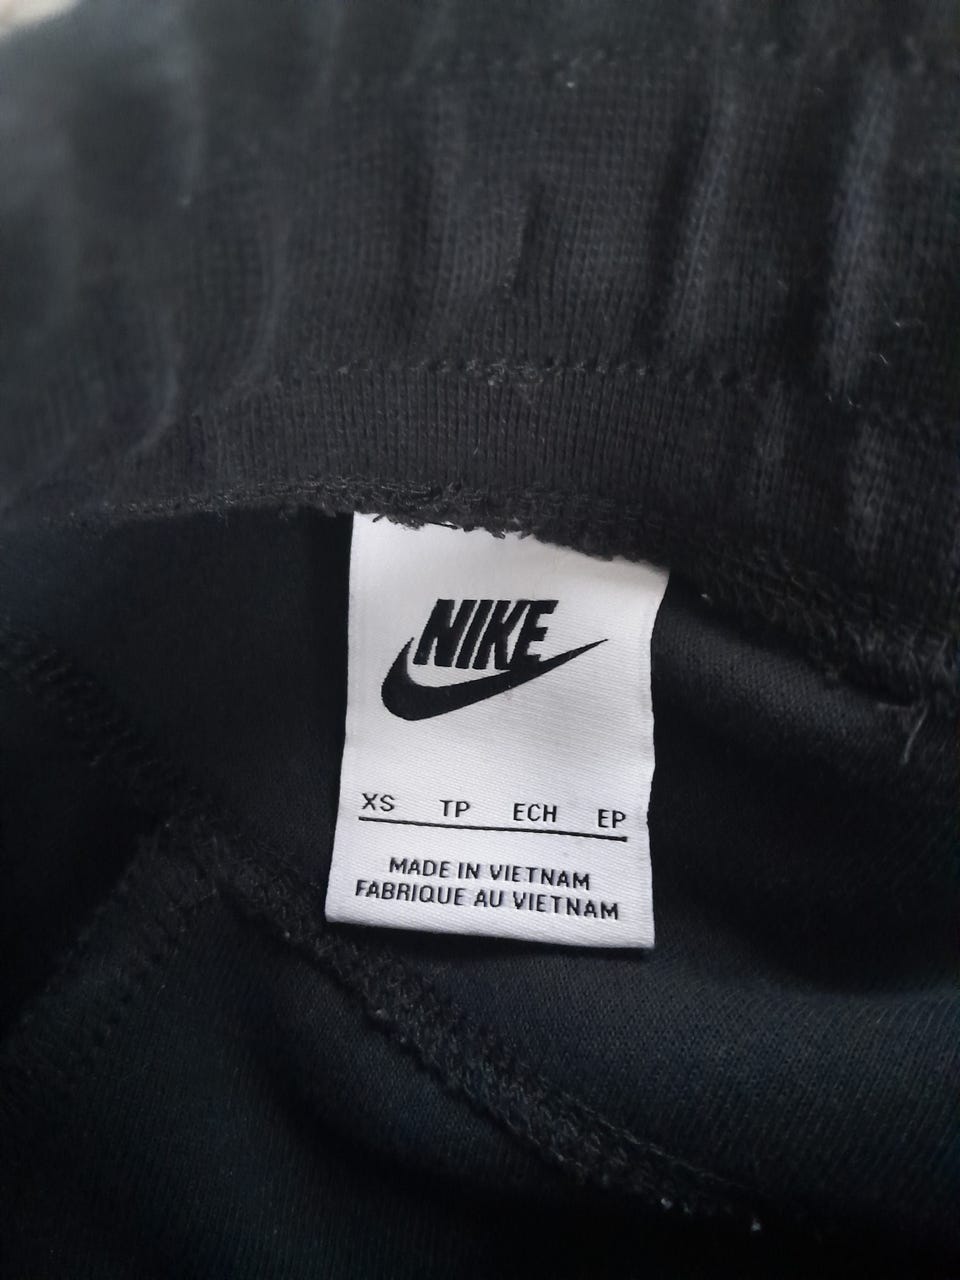 NIKE
XS TP ECH EP
MADE IN VIETNAM
FABRIQUE AU VIETNAM